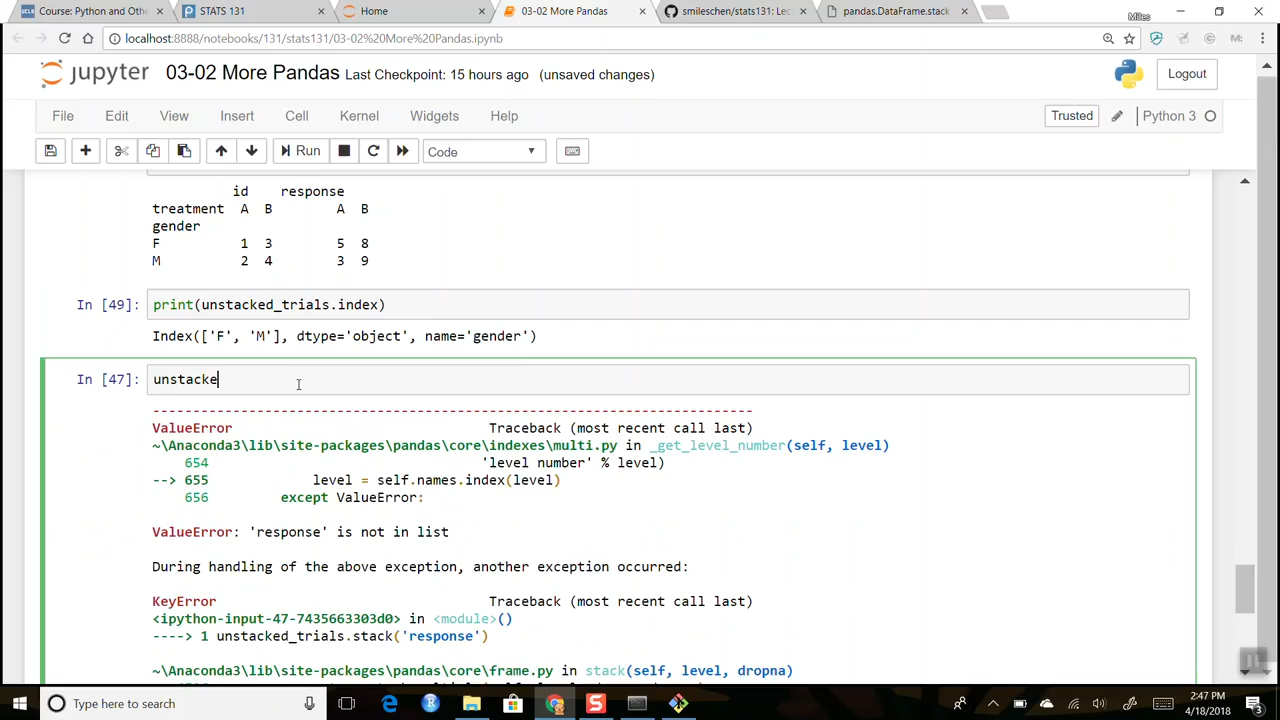 Course: Python and Othe
STATS 131
Home
03-02 More Pandas
smileschery/stats131: Lec
pandas.DataFrame.stack
Miles
localhost:8888/notebooks/131/stats131/03-02%20More%20Pandas.ipynb
jupyter 03-02 More Pandas Last Checkpoint: 15 hours ago (unsaved changes)
Logout
File Edit View Insert Cell Kernel Widgets Help
Trusted Python 3
Run Code
id response
treatment A B A B
gender
F 1 3 5 8
M 2 4 3 9
In [49]: print(unstacked_trials.index)
Index(['F', 'M'], dtype='object', name='gender')
In [47]: unstacke
---------------------------------------------------------------------------
ValueError Traceback (most recent call last)
~\Anaconda3\lib\site-packages\pandas\core\indexes\multi.py in _get_level_number(self, level)
654 'level number' % level)
--> 655 level = self.names.index(level)
656 except ValueError:
ValueError: 'response' is not in list
During handling of the above exception, another exception occurred:
KeyError Traceback (most recent call last)
<ipython-input-47-7435663303d0> in <module>()
----> 1 unstacked_trials.stack('response')
~\Anaconda3\lib\site-packages\pandas\core\frame.py in stack(self, level, dropna)
Type here to search
2:47 PM
4/18/2018